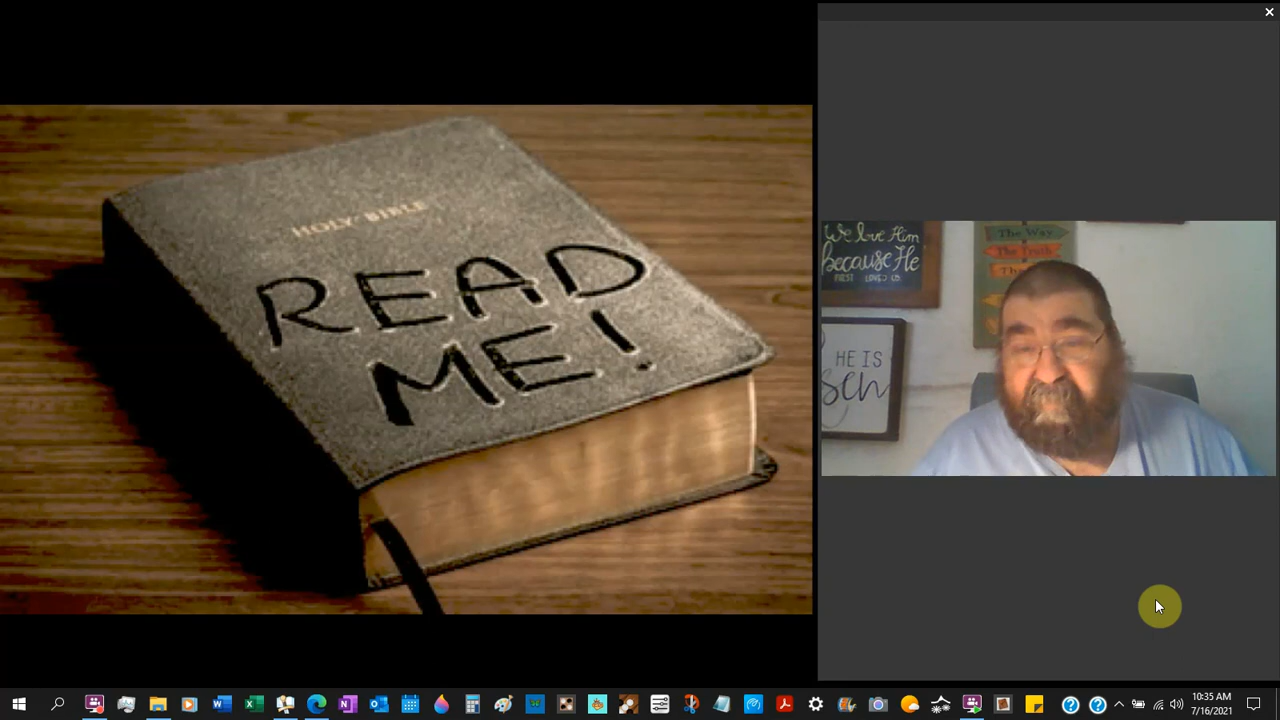 HOLY BIBLE
READ
ME!
We love Him
because He
FIRST LOVED US
The Way
The Truth
HE IS
10:35 AM
7/16/2021